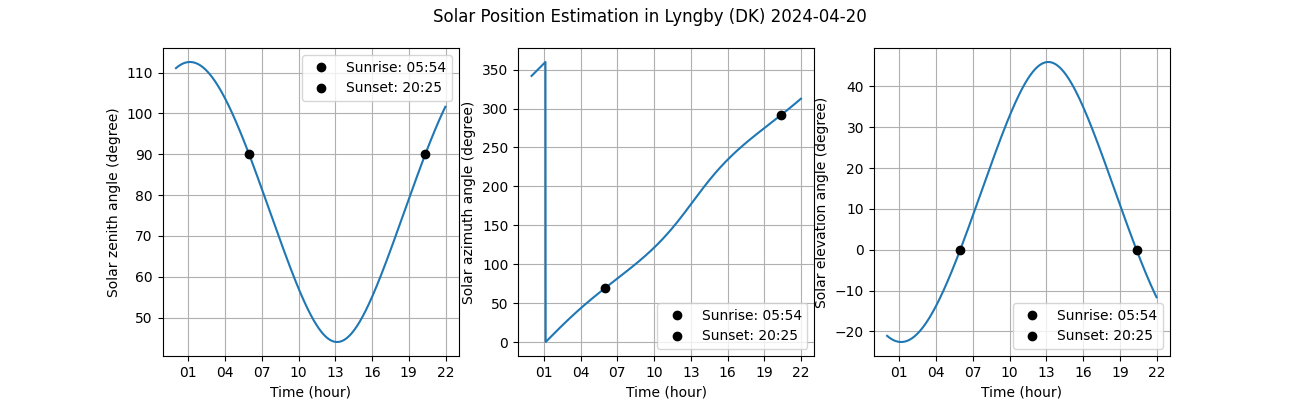 Solar Position Estimation in Lyngby (DK) 2024-04-20
Solar zenith angle (degree)
110
100
90
80
70
60
50
Sunrise: 05:54
Sunset: 20:25
01 04 07 10 13 16 19 22
Time (hour)
Solar azimuth angle (degree)
350
300
250
200
150
100
50
0
Sunrise: 05:54
Sunset: 20:25
01 04 07 10 13 16 19 22
Time (hour)
Solar elevation angle (degree)
40
30
20
10
0
−10
−20
Sunrise: 05:54
Sunset: 20:25
01 04 07 10 13 16 19 22
Time (hour)